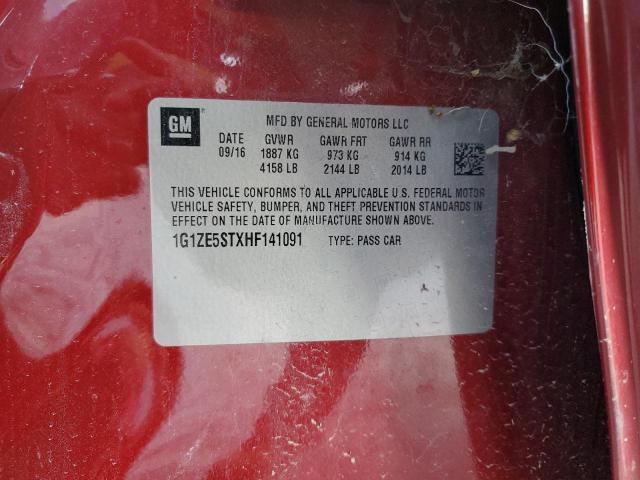 GM
MFD BY GENERAL MOTORS LLC
DATE GVWR GAWR FRT GAWR RR
09/16 1887 KG 973 KG 914 KG
4158 LB 2144 LB 2014 LB
THIS VEHICLE CONFORMS TO ALL APPLICABLE U.S. FEDERAL MOTOR
VEHICLE SAFETY, BUMPER, AND THEFT PREVENTION STANDARDS IN
EFFECT ON THE DATE OF MANUFACTURE SHOWN ABOVE.
1G1ZE5STXHF141091 TYPE: PASS CAR